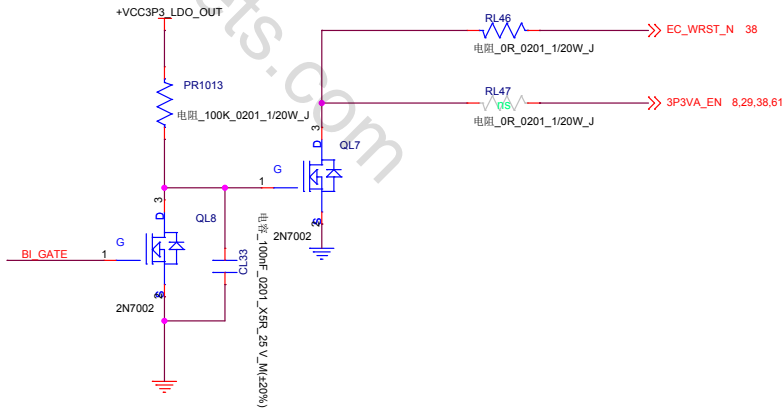 +VCC3P3_LDO_OUT
RL46
EC_WRST_N 38
电阻_0R_0201_1/20W_J
PR1013
电阻_100K_0201_1/20W_J
RL47
ns
3P3VA_EN 8,29,38,61
电阻_0R_0201_1/20W_J
3
D
QL7
G
1
2N7002
3
D
QL8
G
BI_GATE
1
S
2N7002
CL33
电容_100nF_0201_X5R_25 V_M(±20%)
ats.com